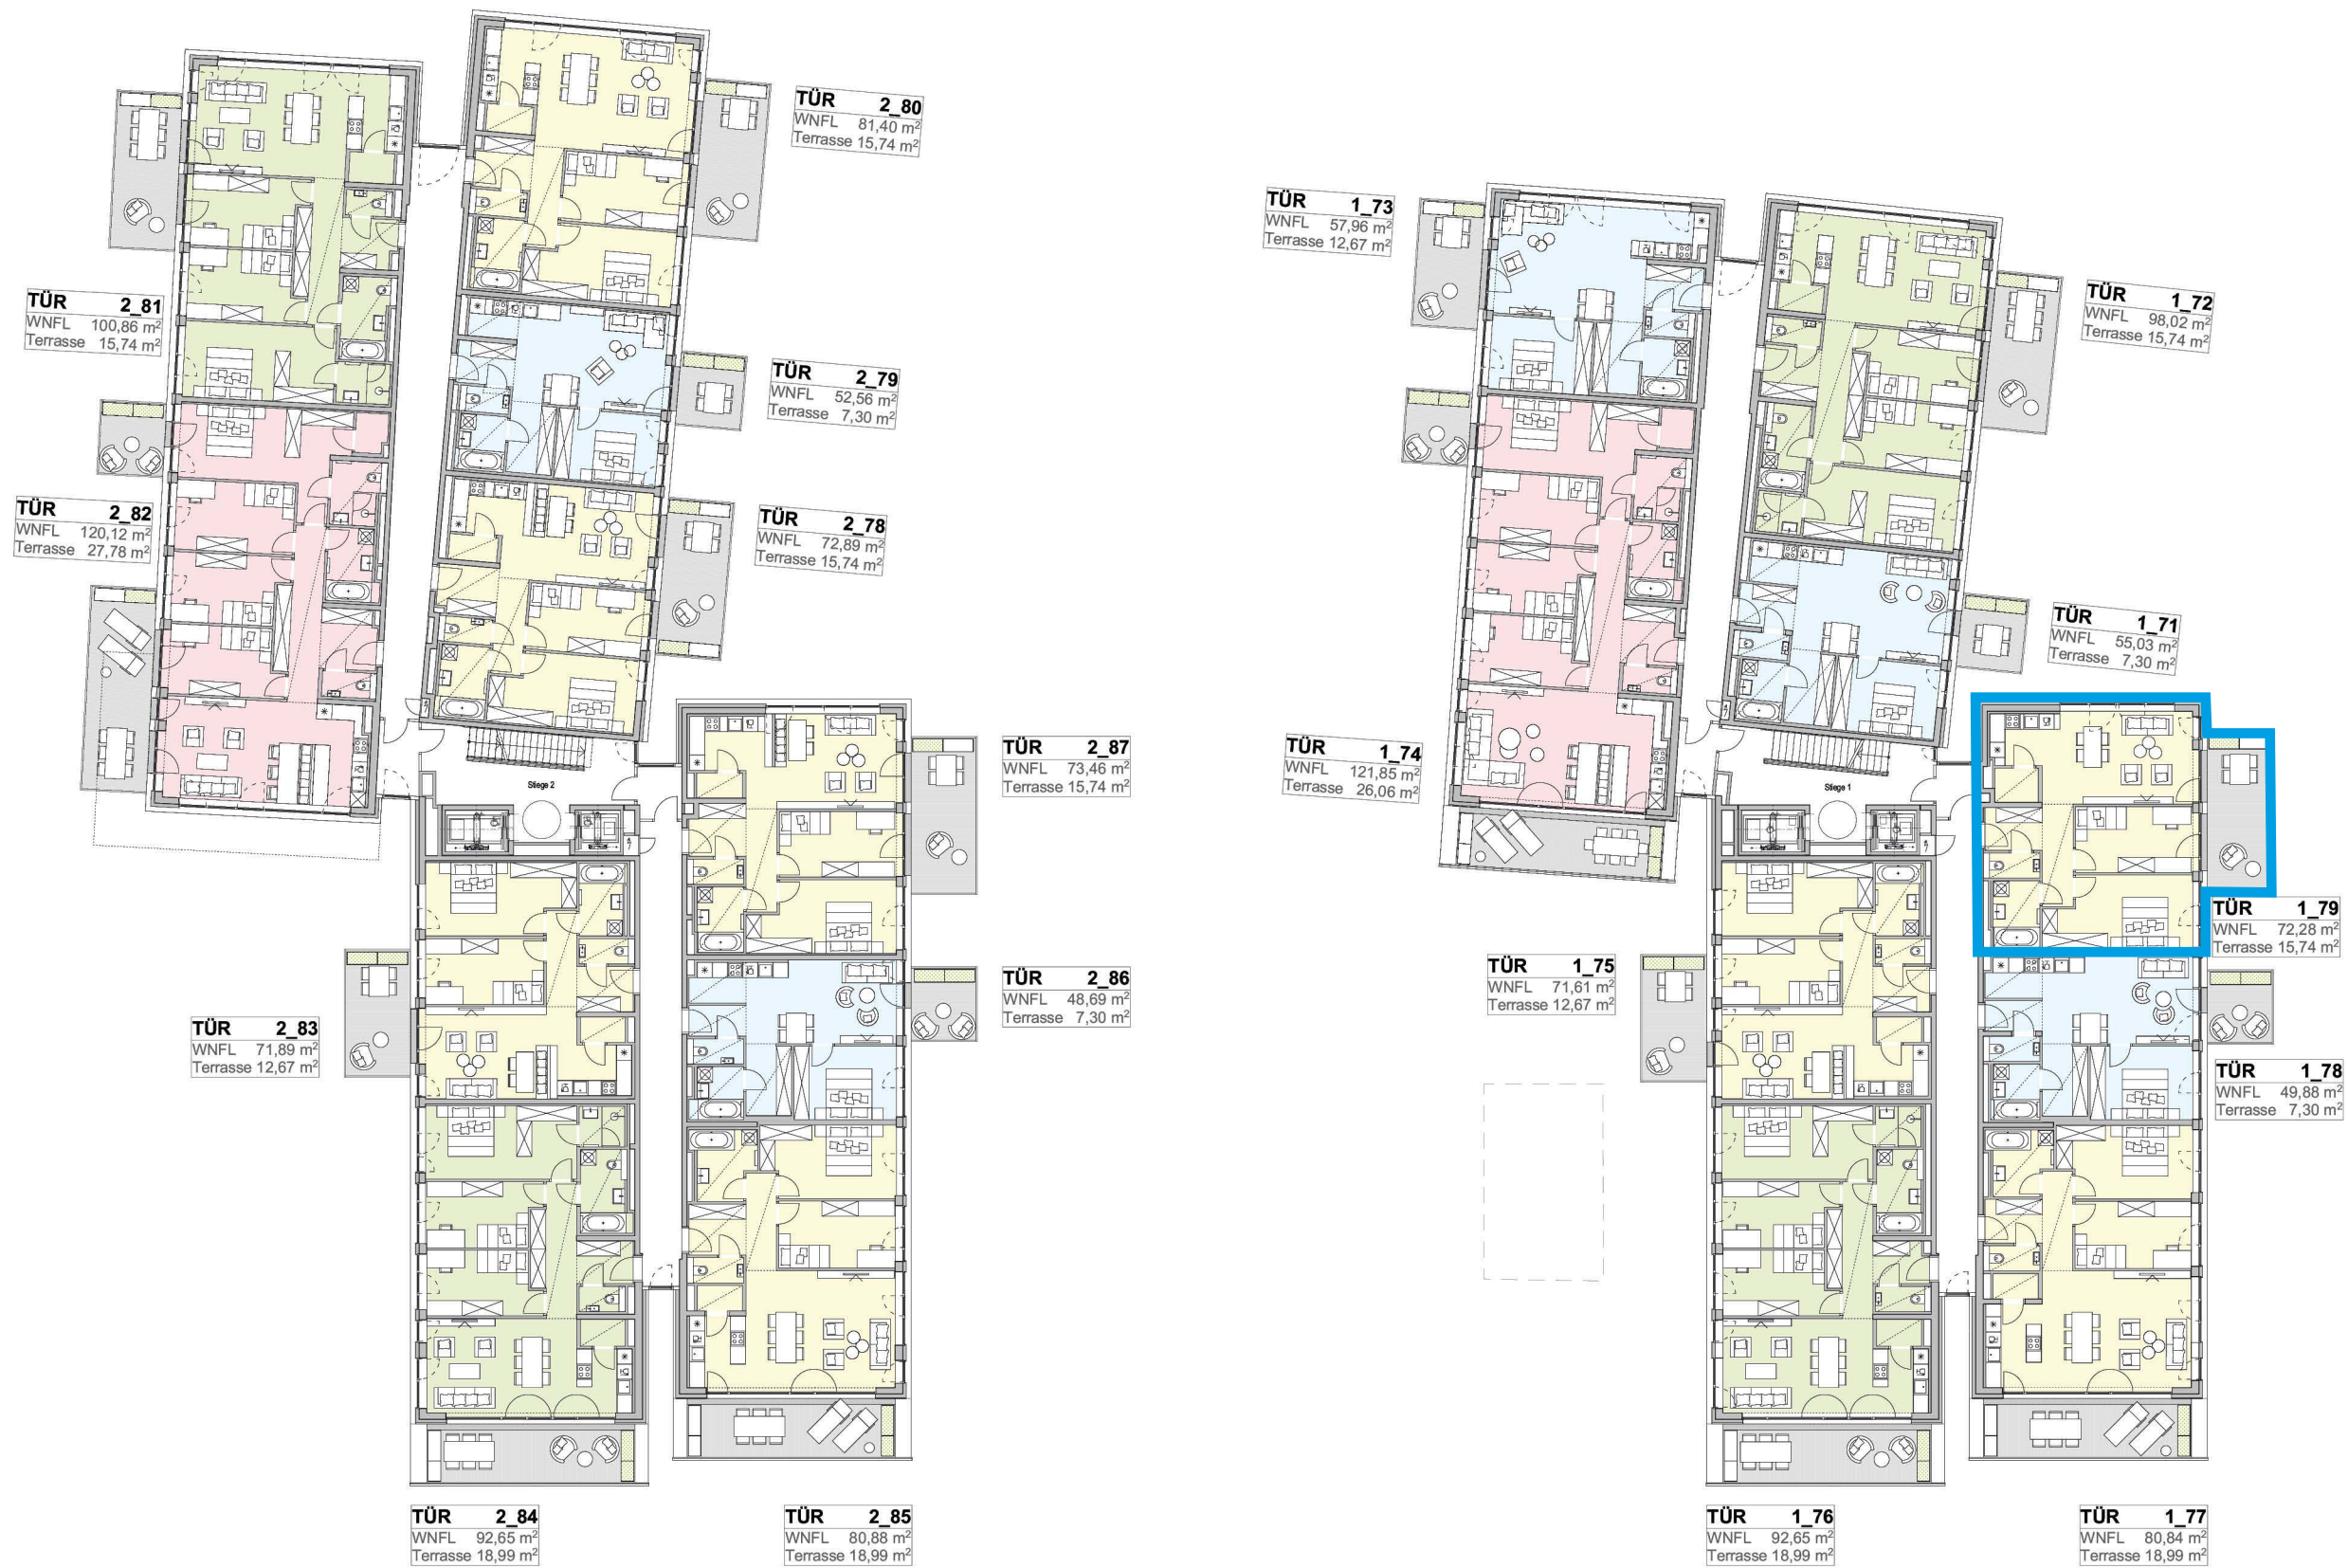 TÜR 2_80
WNFL 81,40 m²
Terrasse 15,74 m²
TÜR 2_81
WNFL 100,86 m²
Terrasse 15,74 m²
TÜR 2_79
WNFL 52,56 m²
Terrasse 7,30 m²
TÜR 2_82
WNFL 120,12 m²
Terrasse 27,78 m²
TÜR 2_78
WNFL 72,89 m²
Terrasse 15,74 m²
TÜR 2_87
WNFL 73,46 m²
Terrasse 15,74 m²
Stiege 2
TÜR 2_86
WNFL 48,69 m²
Terrasse 7,30 m²
TÜR 2_83
WNFL 71,89 m²
Terrasse 12,67 m²
TÜR 2_84
WNFL 92,65 m²
Terrasse 18,99 m²
TÜR 2_85
WNFL 80,88 m²
Terrasse 18,99 m²
TÜR 1_73
WNFL 57,96 m²
Terrasse 12,67 m²
TÜR 1_72
WNFL 98,02 m²
Terrasse 15,74 m²
TÜR 1_71
WNFL 55,03 m²
Terrasse 7,30 m²
TÜR 1_74
WNFL 121,85 m²
Terrasse 26,06 m²
Stiege 1
TÜR 1_79
WNFL 72,28 m²
Terrasse 15,74 m²
TÜR 1_75
WNFL 71,61 m²
Terrasse 12,67 m²
TÜR 1_78
WNFL 49,88 m²
Terrasse 7,30 m²
TÜR 1_76
WNFL 92,65 m²
Terrasse 18,99 m²
TÜR 1_77
WNFL 80,84 m²
Terrasse 18,99 m²